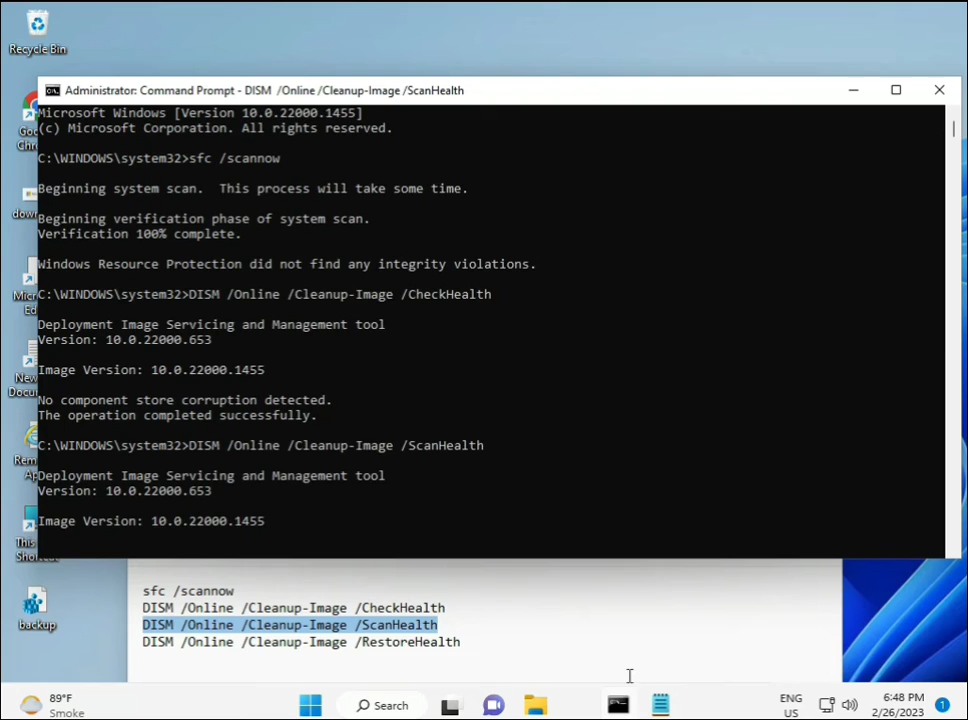 Recycle Bin
Administrator: Command Prompt - DISM  /Online /Cleanup-Image /ScanHealth
Microsoft Windows [Version 10.0.22000.1455]
(c) Microsoft Corporation. All rights reserved.
C:\WINDOWS\system32>sfc /scannow
Beginning system scan.  This process will take some time.
Beginning verification phase of system scan.
Verification 100% complete.
Windows Resource Protection did not find any integrity violations.
C:\WINDOWS\system32>DISM /Online /Cleanup-Image /CheckHealth
Deployment Image Servicing and Management tool
Version: 10.0.22000.653
Image Version: 10.0.22000.1455
No component store corruption detected.
The operation completed successfully.
C:\WINDOWS\system32>DISM /Online /Cleanup-Image /ScanHealth
Deployment Image Servicing and Management tool
Version: 10.0.22000.653
Image Version: 10.0.22000.1455
backup
sfc /scannow
DISM /Online /Cleanup-Image /CheckHealth
DISM /Online /Cleanup-Image /ScanHealth
DISM /Online /Cleanup-Image /RestoreHealth
89°F
Smoke
Search
ENG
US
6:48 PM
2/26/2023
1